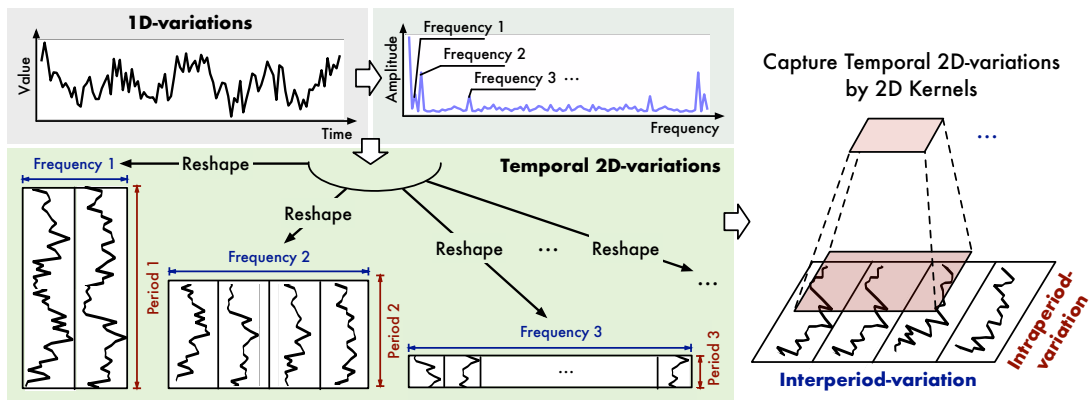 1D-variations
Value
Time
Amplitude
Frequency 1
Frequency 2
Frequency 3 ...
Frequency
Capture Temporal 2D-variations
by 2D Kernels
...
Temporal 2D-variations
Frequency 1
Reshape
Period 1
Reshape
Frequency 2
Period 2
Reshape
...
Reshape
...
Frequency 3
...
Period 3
Interperiod-variation
Intraperiod-
variation